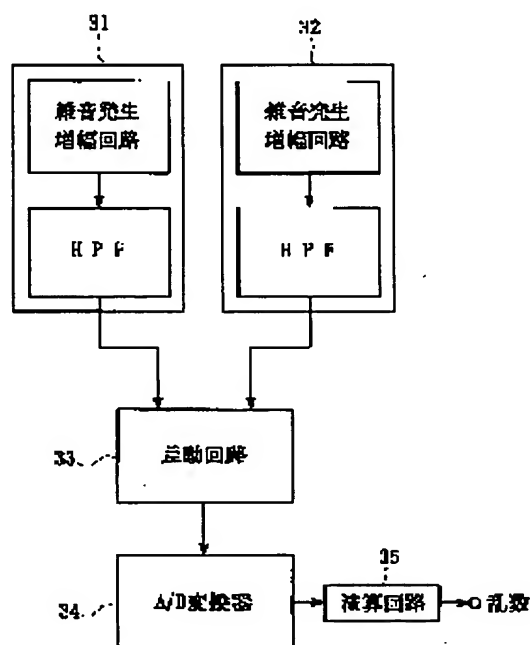 31
32
雑音発生
増幅回路
雑音発生
増幅回路
HPF
HPF
33
差動回路
34
A/D変換器
35
演算回路
乱数